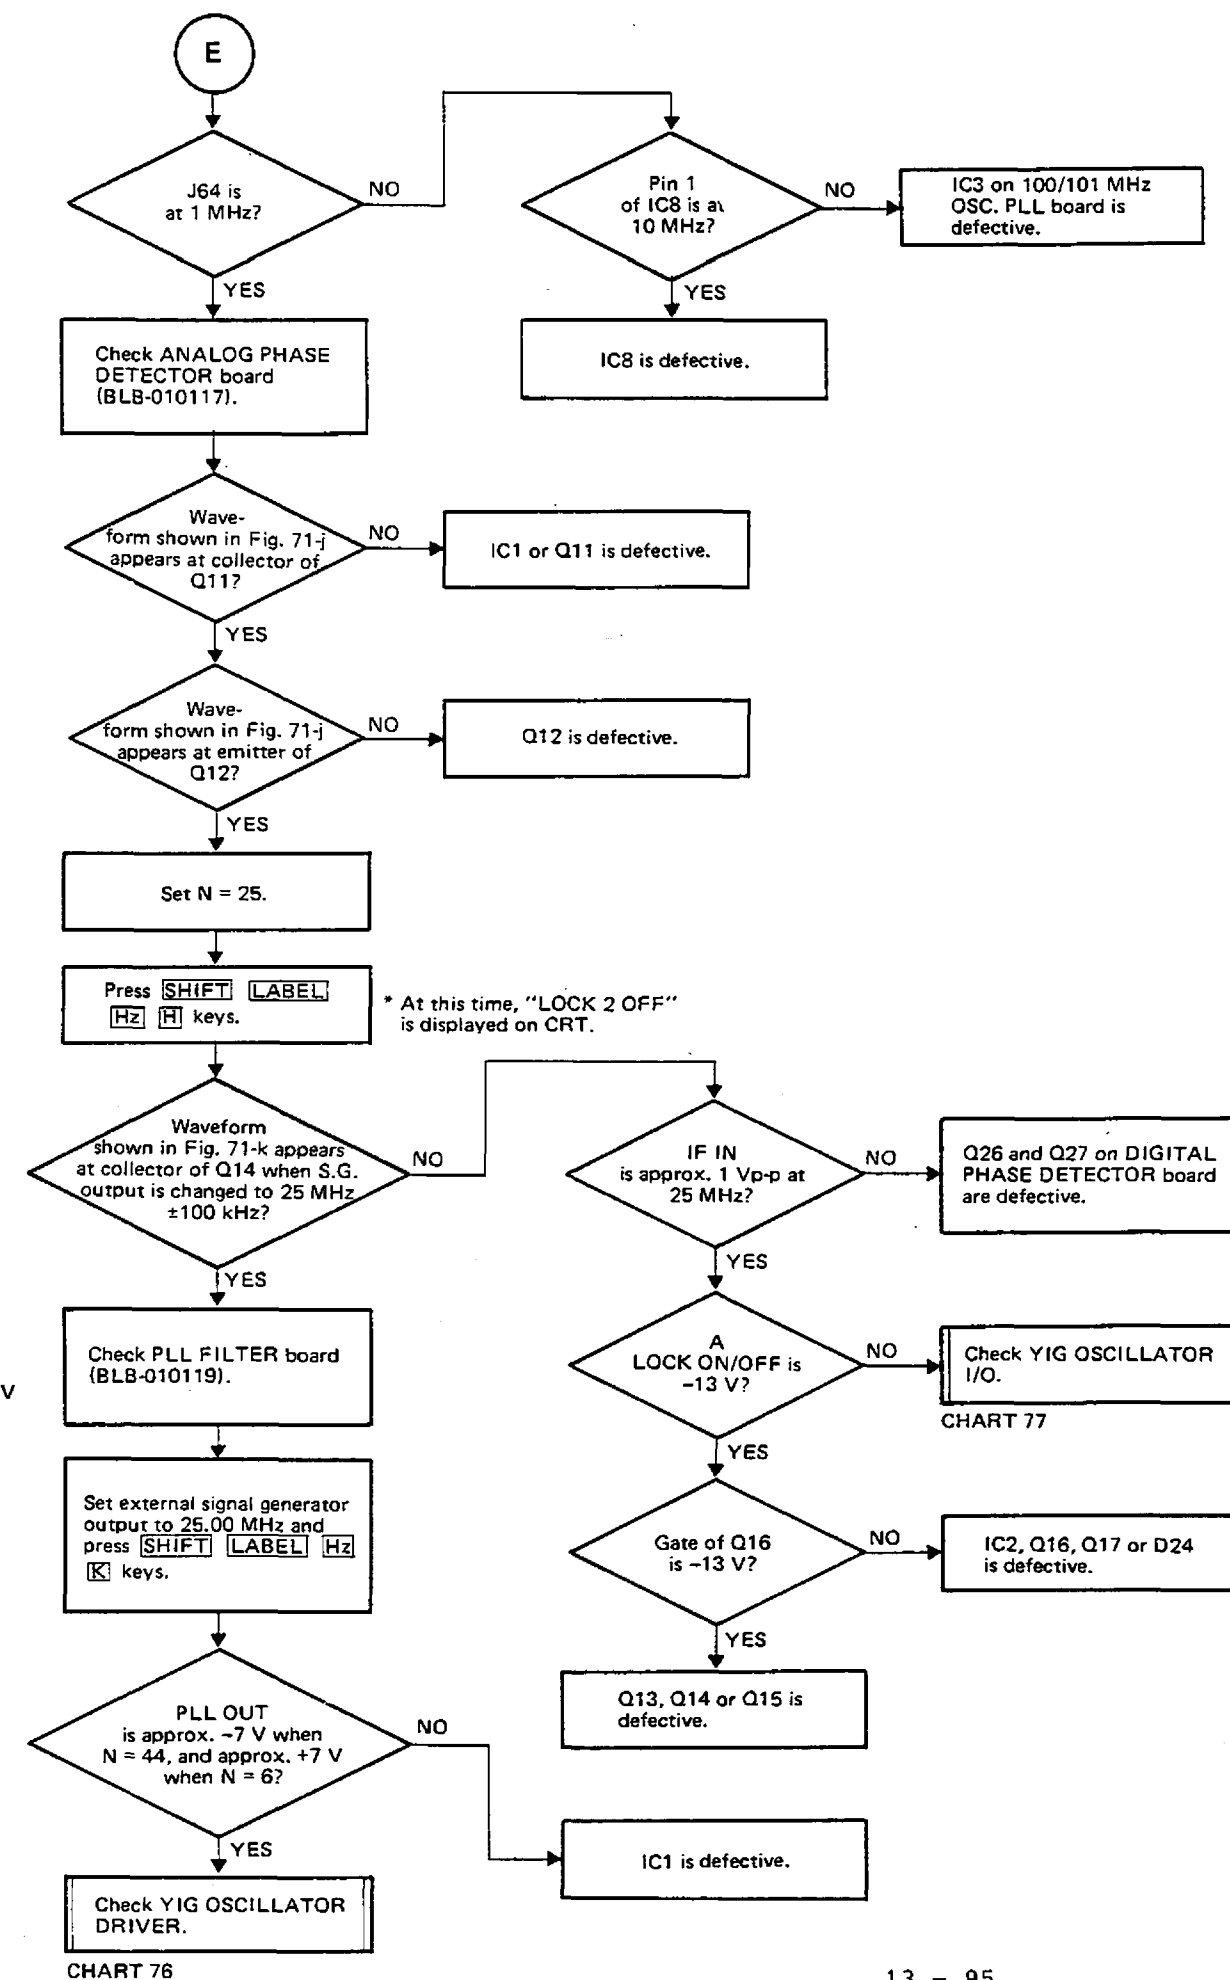 E
J64 is
at 1 MHz?
NO
YES
Pin 1
of IC8 is at
10 MHz?
NO
YES
IC3 on 100/101 MHz
OSC. PLL board is
defective.
IC8 is defective.
Check ANALOG PHASE
DETECTOR board
(BLB-010117).
Wave-
form shown in Fig. 71-j
appears at collector of
Q11?
NO
YES
IC1 or Q11 is defective.
Wave-
form shown in Fig. 71-j
appears at emitter of
Q12?
NO
YES
Q12 is defective.
Set N = 25.
Press SHIFT LABEL
Hz H keys.
* At this time, "LOCK 2 OFF"
is displayed on CRT.
Waveform
shown in Fig. 71-k appears
at collector of Q14 when S.G.
output is changed to 25 MHz
±100 kHz?
NO
YES
IF IN
is approx. 1 Vp-p at
25 MHz?
NO
YES
Q26 and Q27 on DIGITAL
PHASE DETECTOR board
are defective.
Check PLL FILTER board
(BLB-010119).
V
A
LOCK ON/OFF is
-13 V?
NO
YES
Check YIG OSCILLATOR
I/O.
CHART 77
Set external signal generator
output to 25.00 MHz and
press SHIFT LABEL Hz
K keys.
Gate of Q16
is -13 V?
NO
YES
IC2, Q16, Q17 or D24
is defective.
Q13, Q14 or Q15 is
defective.
PLL OUT
is approx. -7 V when
N = 44, and approx. +7 V
when N = 6?
NO
YES
IC1 is defective.
Check YIG OSCILLATOR
DRIVER.
CHART 76
13 - 95